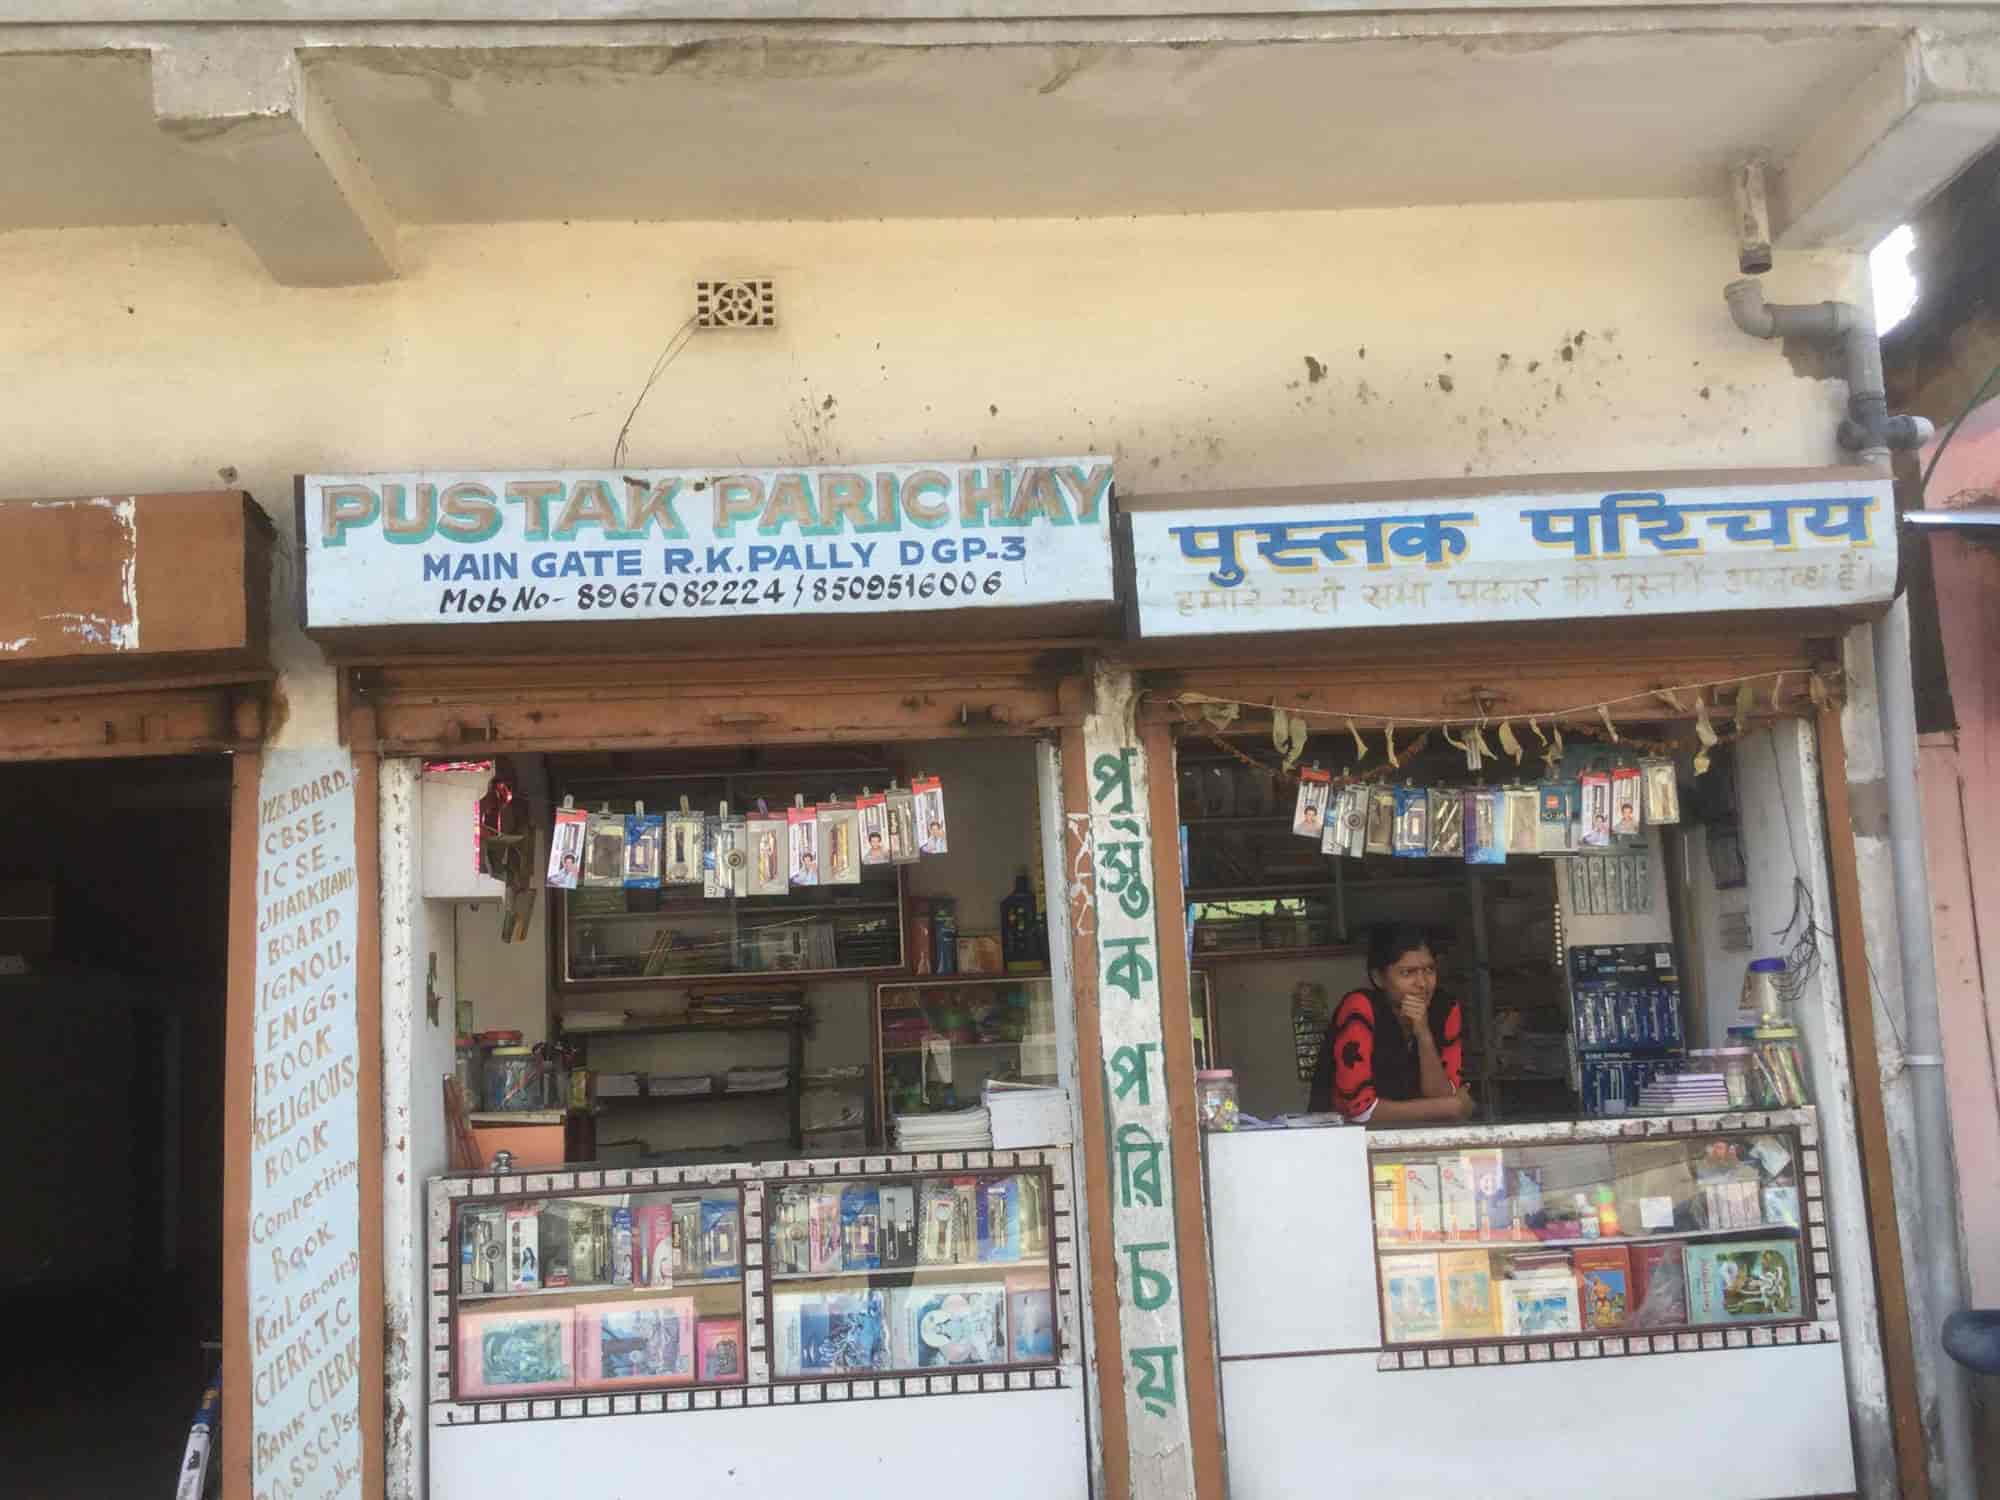 PUSTAK PARICHAY
MAIN GATE R.K.PALLY DGP-3
Mob No- 8967082224 / 8509516006
पुस्तक परिचय
हमारे यहाँ सभी प्रकार की पुस्तकें उपलब्ध हैं।
W.B.BOARD.
CBSE.
ICSE.
JHARKHAND
BOARD
IGNOU.
ENGG.
BOOK
RELIGIOUS
BOOK
Competition
BOOK
RaiL.grouP.D
CIERK.T.C
BANK CIERK
পুস্তক পরিচয়